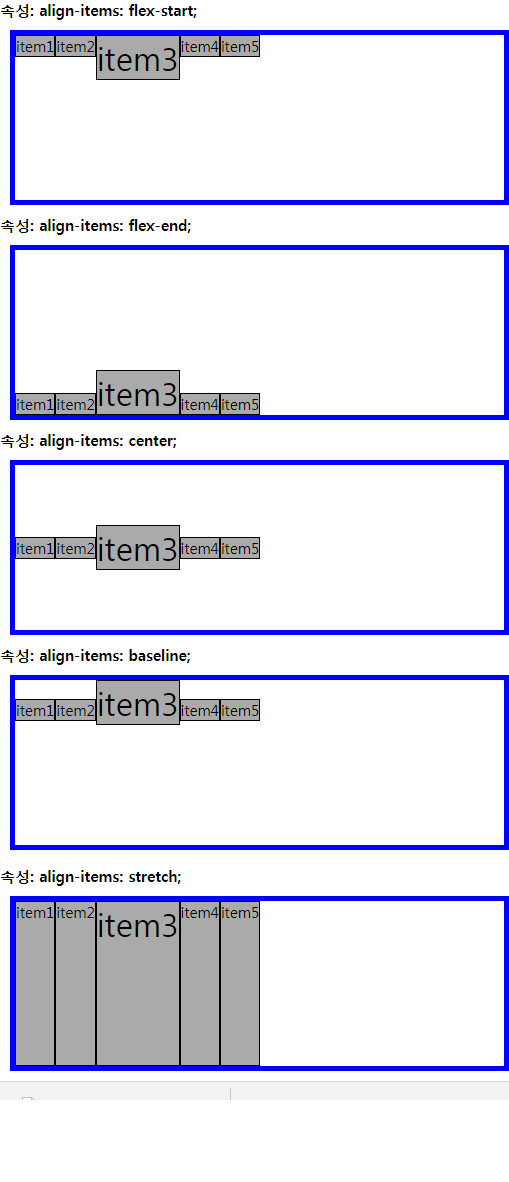 속성: align-items: flex-start;
item1 item2 item3 item4 item5
속성: align-items: flex-end;
item1 item2 item3 item4 item5
속성: align-items: center;
item1 item2 item3 item4 item5
속성: align-items: baseline;
item1 item2 item3 item4 item5
속성: align-items: stretch;
item1 item2 item3 item4 item5